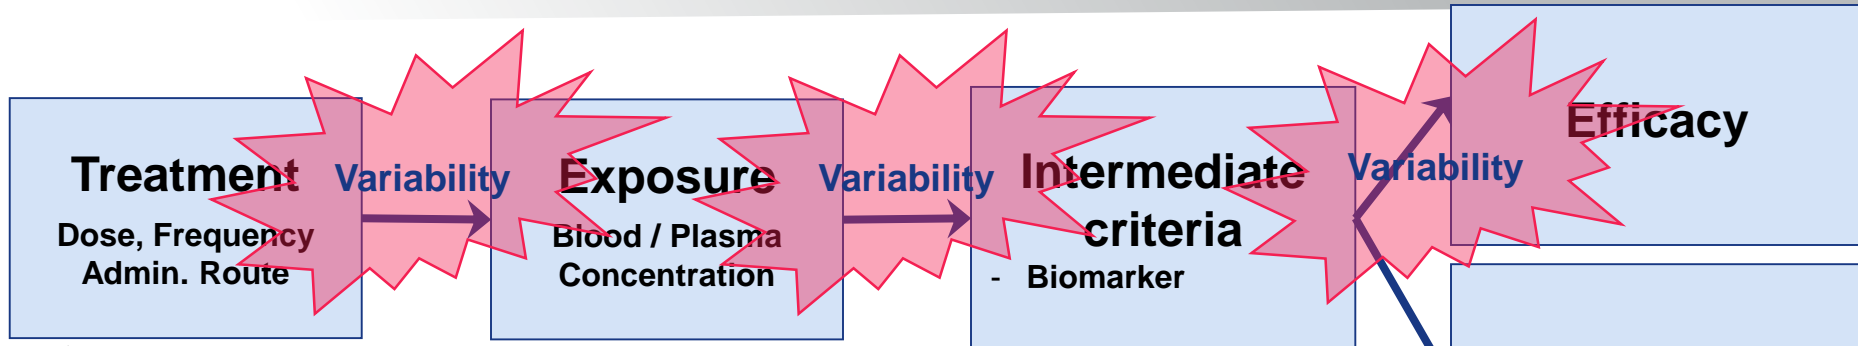 Treatment
Dose, Frequency
Admin. Route
Variability
Exposure
Blood / Plasma
Concentration
Variability
Intermediate
criteria
- Biomarker
Variability
Efficacy